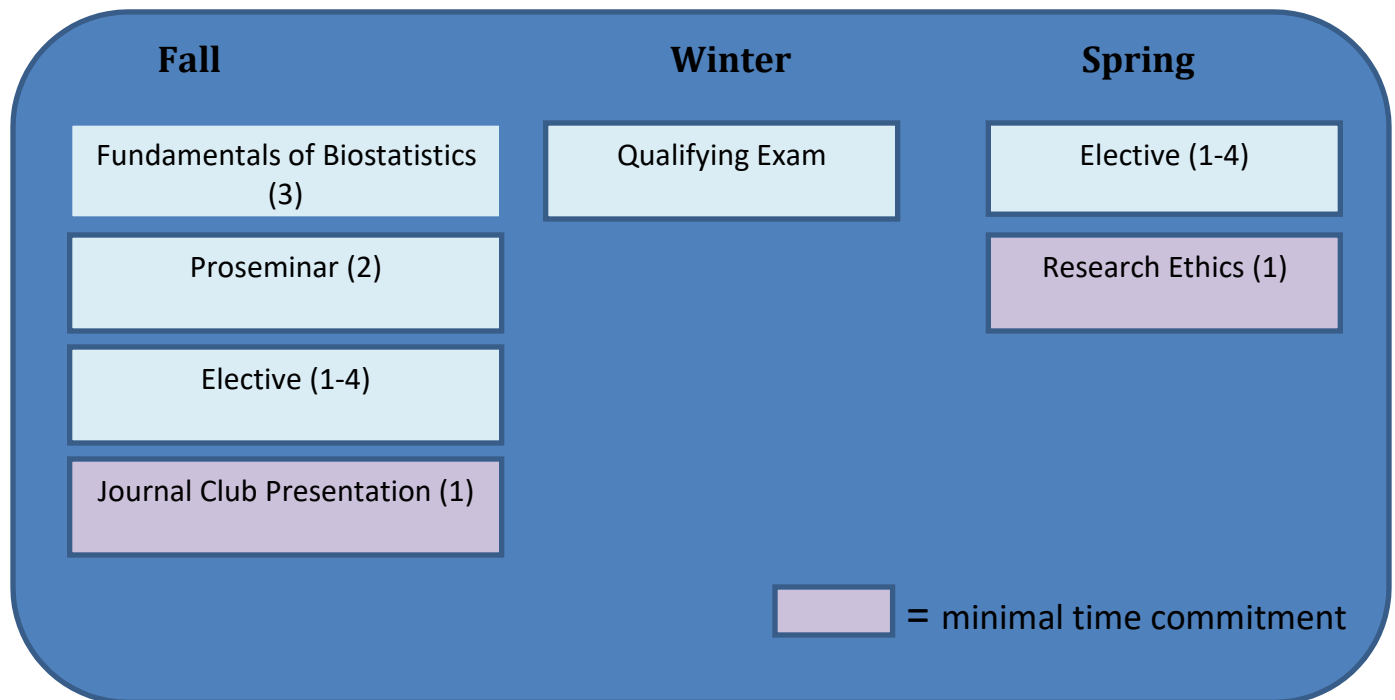 Fall
Winter
Spring
Fundamentals of Biostatistics
(3)
Qualifying Exam
Elective (1-4)
Proseminar (2)
Research Ethics (1)
Elective (1-4)
Journal Club Presentation (1)
= minimal time commitment